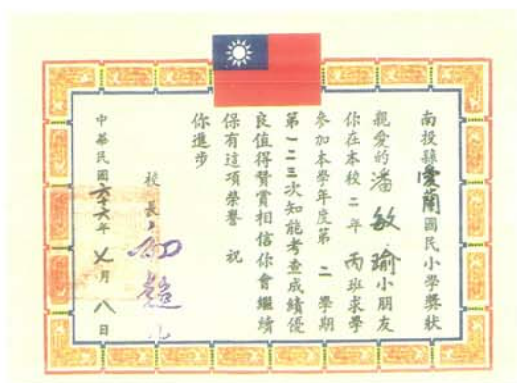 南投縣愛蘭國民小學獎狀
親愛的潘敏瑜小朋友
你在本校二年丙班求學
參加本學年度第二學期
第一二三次知能考查成績優
良值得贊賞相信你會繼續
保有這項榮譽　祝
你進步
校長
中華民國六十六年 月八日